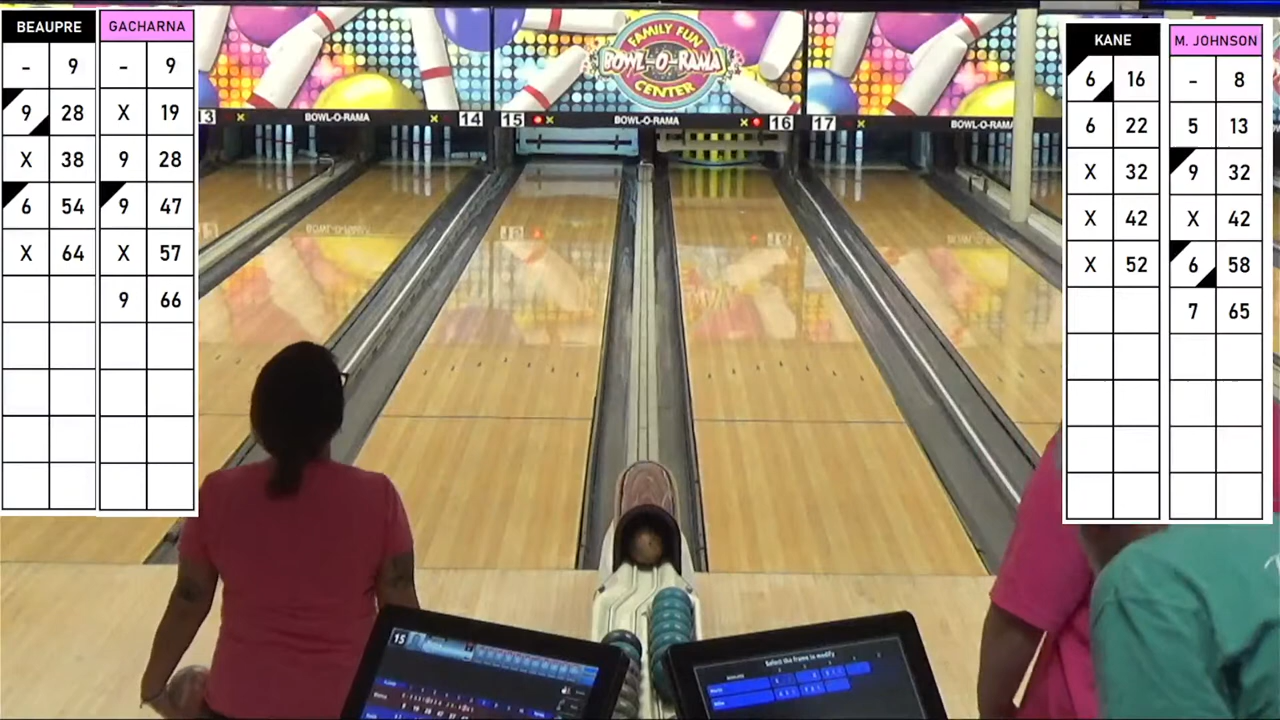 BEAUPRE GACHARNA
- 9 - 9
9 28 X 19
X 38 9 28
6 54 9 47
X 64 X 57
9 66
KANE M. JOHNSON
6 16 - 8
6 22 5 13
X 32 9 32
X 42 X 42
X 52 6 58
7 65
FAMILY FUN
BOWL-O-RAMA
CENTER
13 BOWL-O-RAMA 14
15 BOWL-O-RAMA 16
17 BOWL-O-RAMA
15
Select the frame to modify